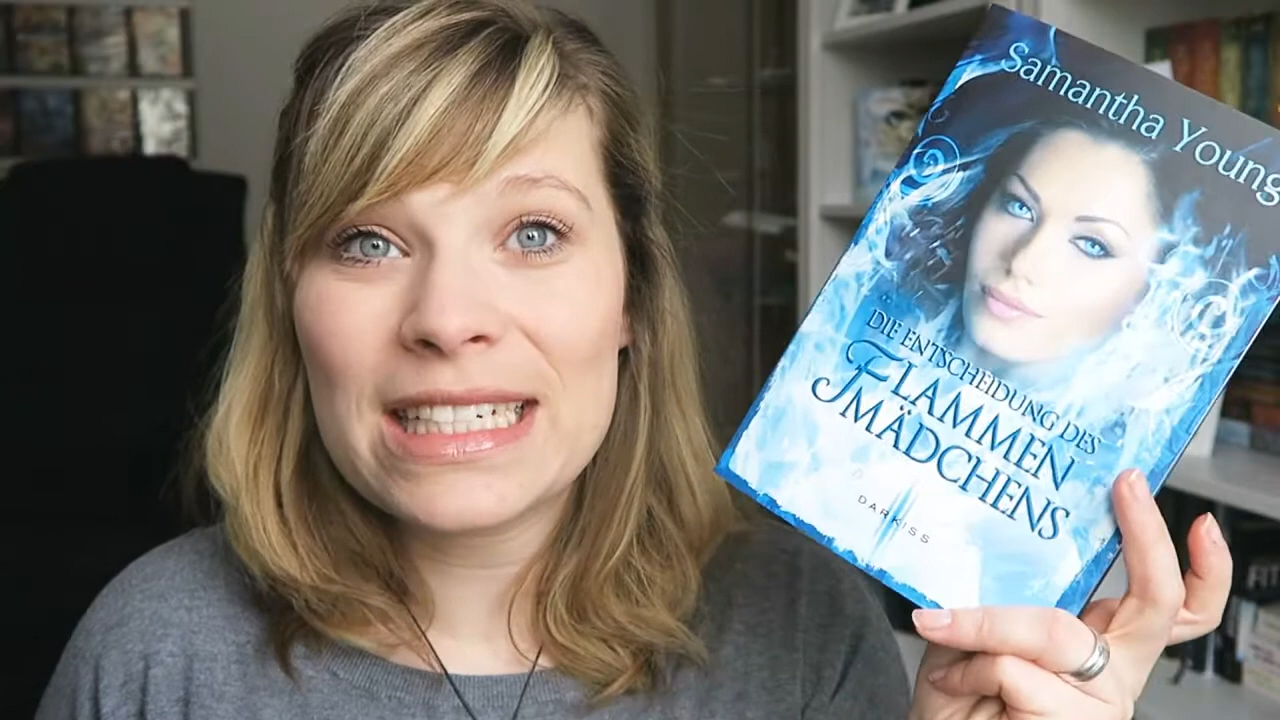 Samantha Young
DIE ENTSCHEIDUNG DES
FLAMMEN
MÄDCHENS
DARKISS